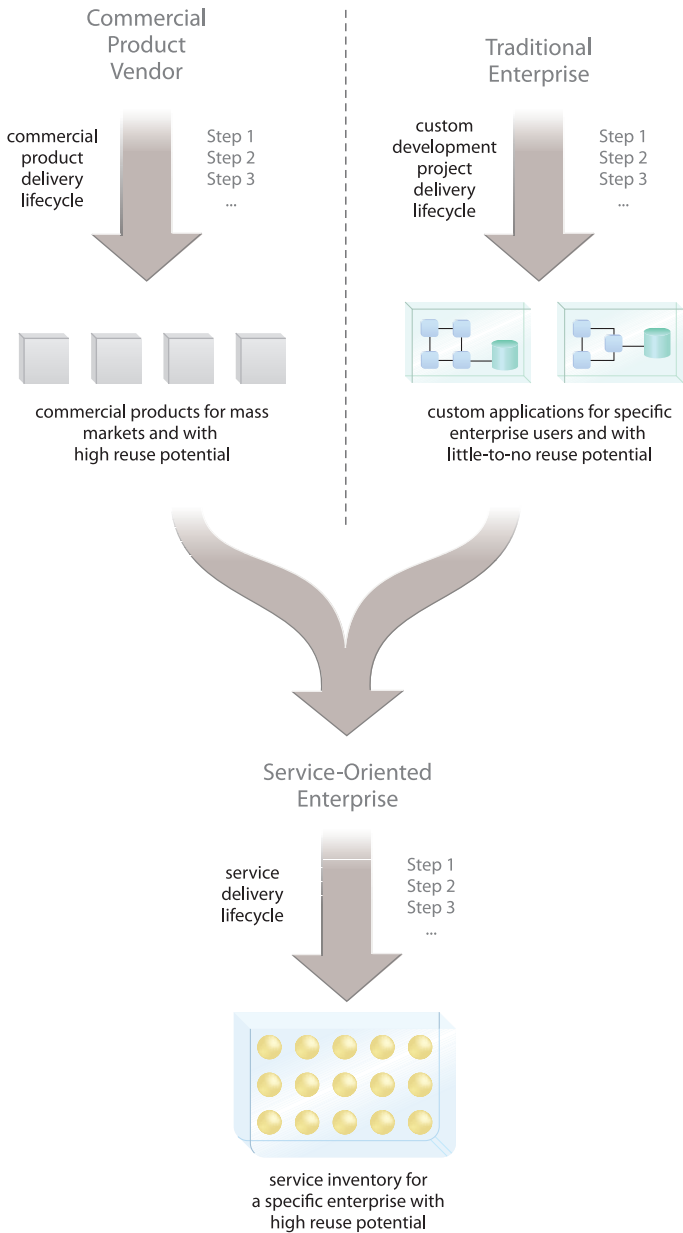 Commercial
Product
Vendor
commercial
product
delivery
lifecycle
Step 1
Step 2
Step 3
...
commercial products for mass
markets and with
high reuse potential
Traditional
Enterprise
custom
development
project
delivery
lifecycle
Step 1
Step 2
Step 3
...
custom applications for specific
enterprise users and with
little-to-no reuse potential
Service-Oriented
Enterprise
service
delivery
lifecycle
Step 1
Step 2
Step 3
...
service inventory for
a specific enterprise with
high reuse potential